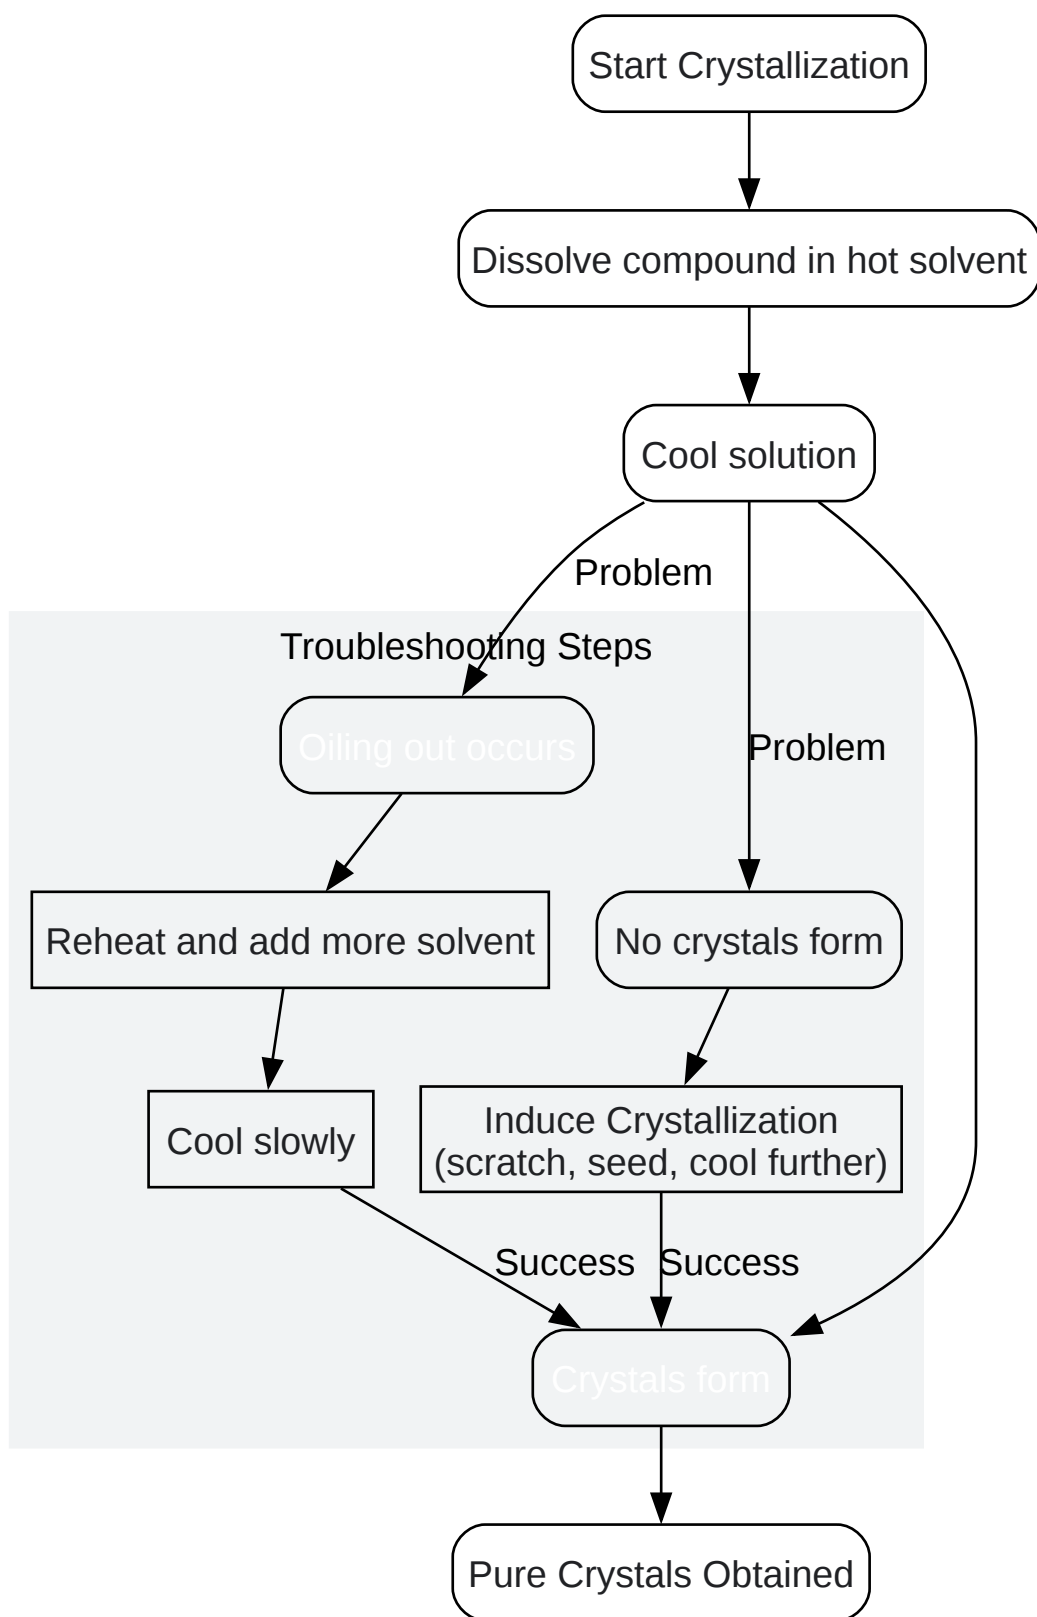 Start Crystallization
Dissolve compound in hot solvent
Cool solution
Problem
Troubleshooting Steps
Oiling out occurs
Problem
Reheat and add more solvent
No crystals form
Cool slowly
Induce Crystallization
(scratch, seed, cool further)
Success
Success
Crystals form
Pure Crystals Obtained